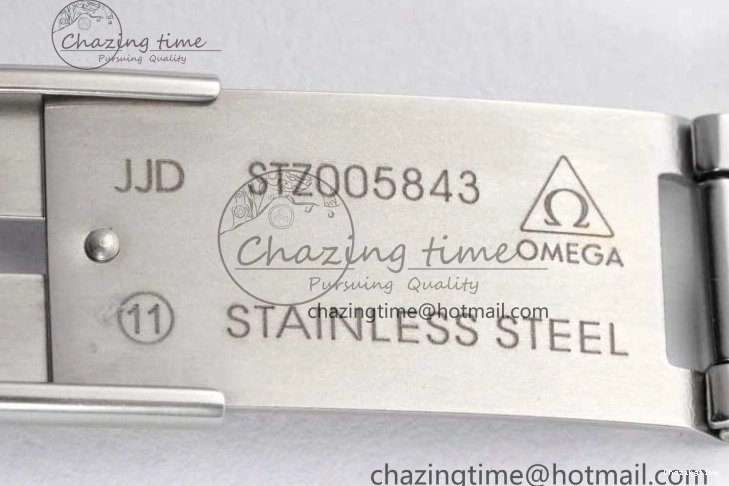 Chazing time
Pursuing Quality
JJD STZ005843
Ω
OMEGA
Chazing time
Pursuing Quality
chazingtime@hotmail.com
11 STAINLESS STEEL
chazingtime@hotmail.com